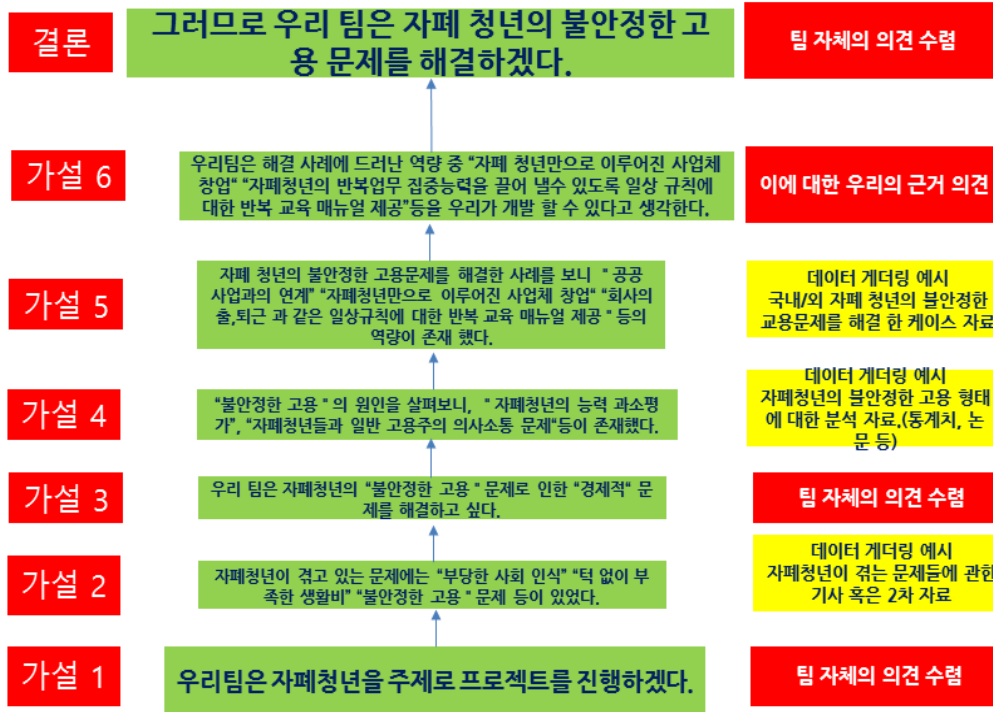 결론
그러므로 우리 팀은 자폐 청년의 불안정한 고
용 문제를 해결하겠다.
팀 자체의 의견 수렴
가설 6
우리팀은 해결 사례에 드러난 역량 중 “자폐 청년만으로 이루어진 사업체
창업“ “자폐청년의 반복업무 집중능력을 끌어 낼수 있도록 일상 규칙에
대한 반복 교육 매뉴얼 제공”등을 우리가 개발 할 수 있다고 생각한다.
이에 대한 우리의 근거 의견
가설 5
자폐 청년의 불안정한 고용문제를 해결한 사례를 보니 " 공공
사업과의 연계” “자폐청년만으로 이루어진 사업체 창업“ “회사의
출,퇴근 과 같은 일상규칙에 대한 반복 교육 매뉴얼 제공 " 등의
역량이 존재 했다.
데이터 게더링 예시
국내/외 자폐 청년의 불안정한
교용문제를 해결 한 케이스 자료
가설 4
“불안정한 고용 " 의 원인을 살펴보니, " 자폐청년의 능력 과소평
가”, “자폐청년들과 일반 고용주의 의사소통 문제“등이 존재했다.
데이터 게더링 예시
자폐청년의 불안정한 고용 형태
에 대한 분석 자료.(통계치, 논
문 등)
가설 3
우리 팀은 자폐청년의 “불안정한 고용 " 문제로 인한 “경제적“ 문
제를 해결하고 싶다.
팀 자체의 의견 수렴
가설 2
자폐청년이 겪고 있는 문제에는 “부당한 사회 인식” “턱 없이 부
족한 생활비” “불안정한 고용 " 문제 등이 있었다.
데이터 게더링 예시
자폐청년이 겪는 문제들에 관한
기사 혹은 2차 자료
가설 1
우리팀은 자폐청년을 주제로 프로젝트를 진행하겠다.
팀 자체의 의견 수렴